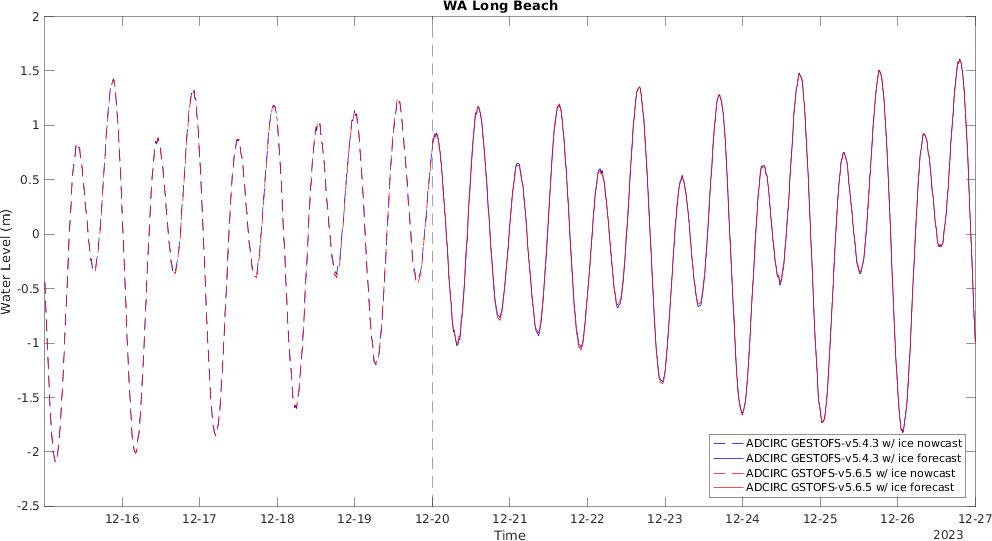 WA Long Beach
2
1.5
1
0.5
0
-0.5
-1
-1.5
-2
-2.5
Water Level (m)
ADCIRC GESTOFS-v5.4.3 w/ ice nowcast
ADCIRC GESTOFS-v5.4.3 w/ ice forecast
ADCIRC GSTOFS-v5.6.5 w/ ice nowcast
ADCIRC GSTOFS-v5.6.5 w/ ice forecast
12-16 12-17 12-18 12-19 12-20 12-21 12-22 12-23 12-24 12-25 12-26 12-27
Time
2023